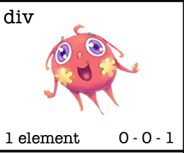 div
1 element 0 - 0 - 1